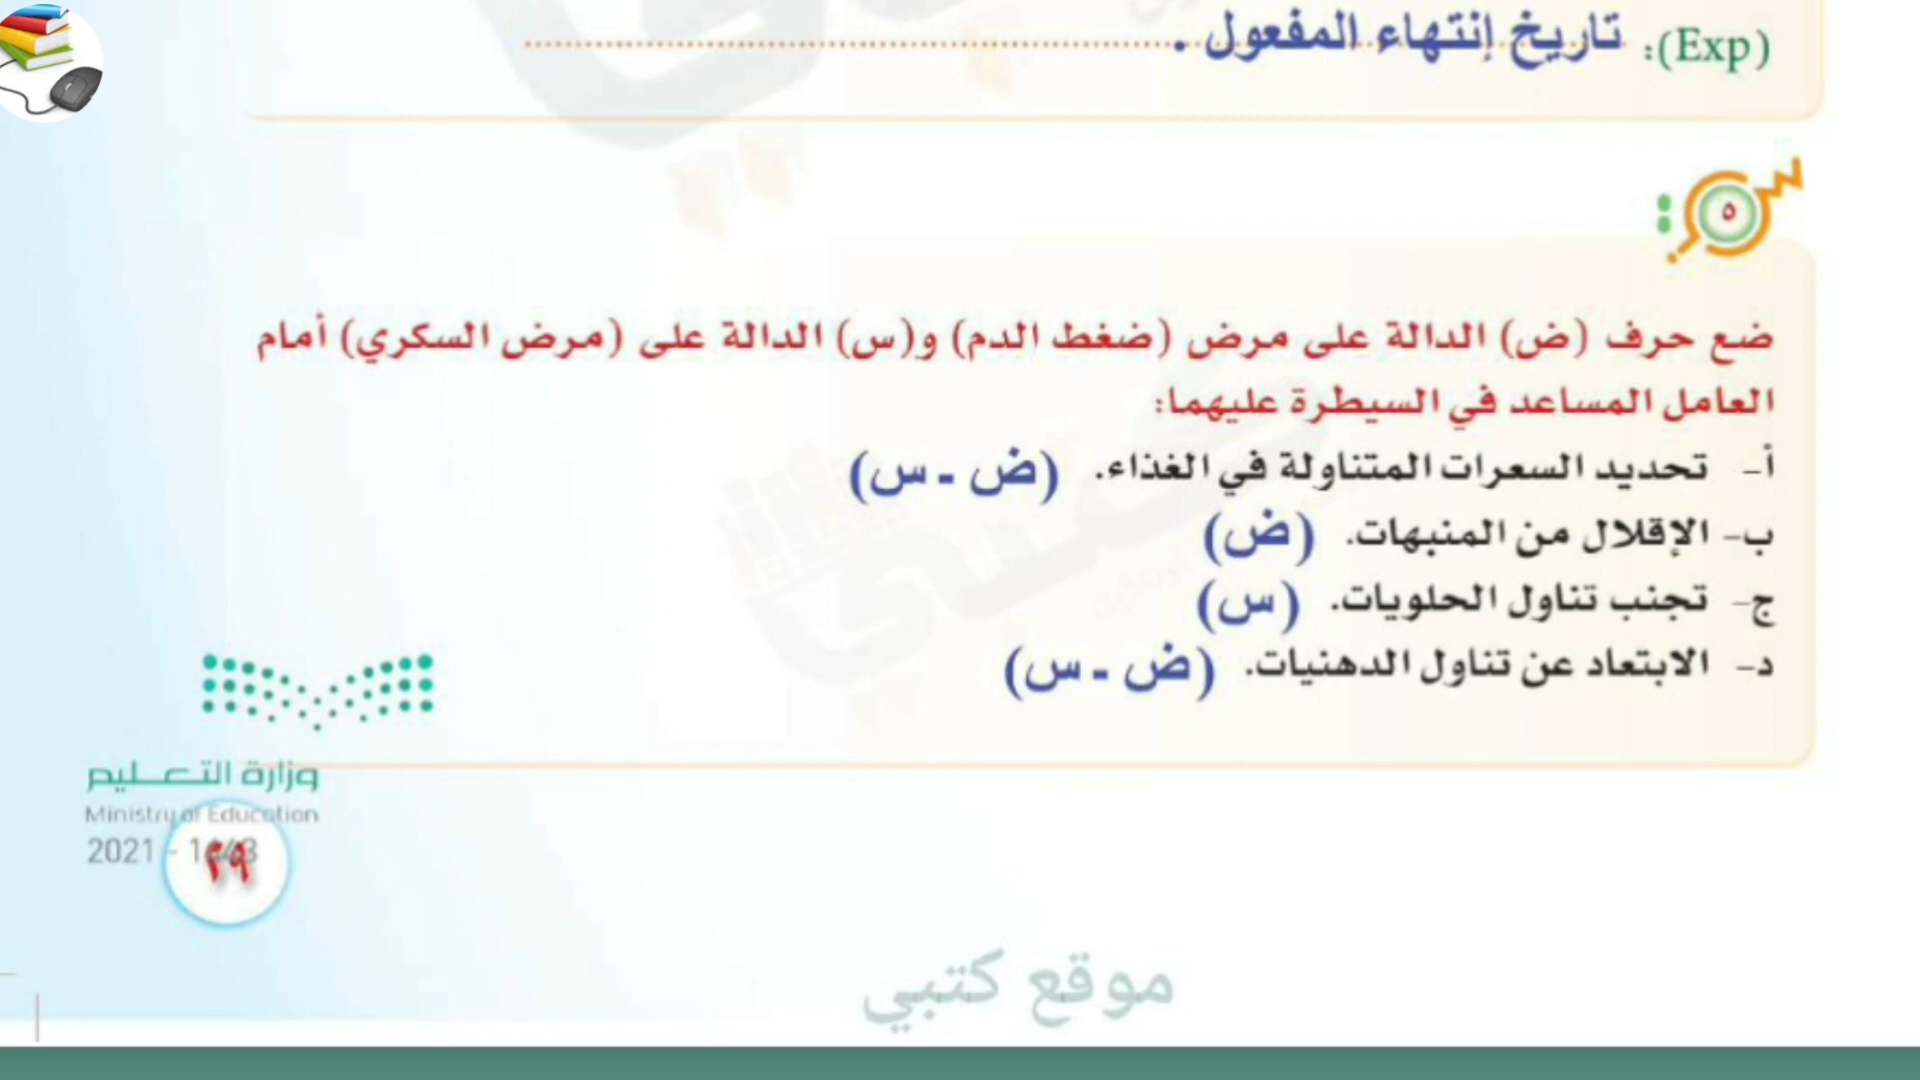 (Exp): تاريخ إنتهاء المفعول .
٥
ضع حرف (ض) الدالة على مرض (ضغط الدم) و(س) الدالة على (مرض السكري) أمام
العامل المساعد في السيطرة عليهما:
أ- تحديد السعرات المتناولة في الغذاء. (ض - س)
ب- الإقلال من المنبهات. (ض)
ج- تجنب تناول الحلويات. (س)
د- الابتعاد عن تناول الدهنيات. (ض - س)
وزارة التعليم
Ministry of Education
2021 - 1443
٢٩
موقع كتبي